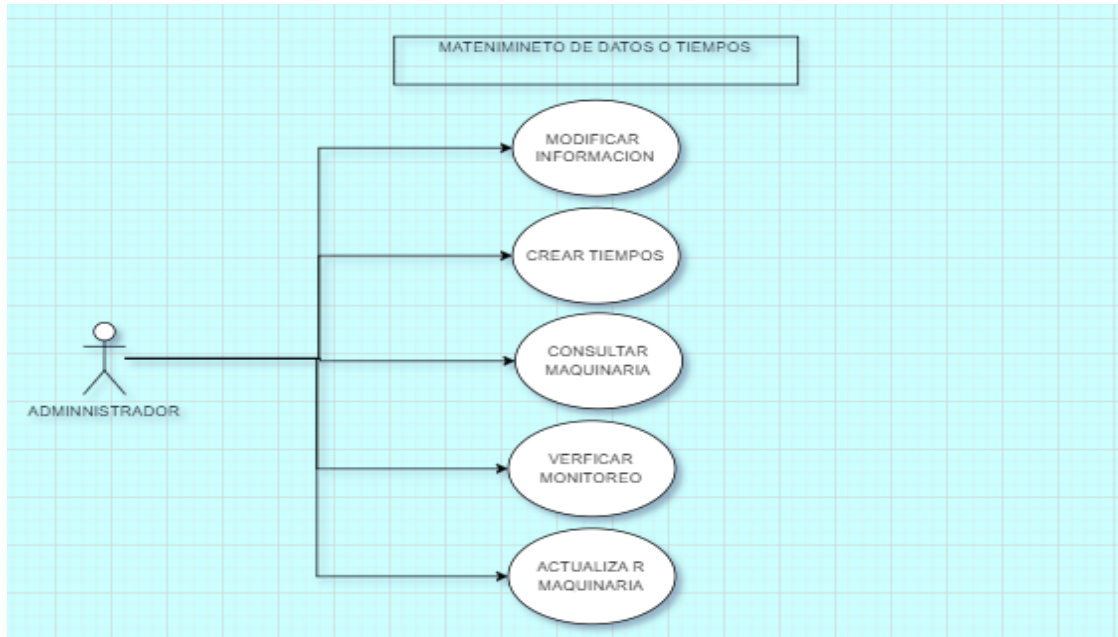 MATENIMINETO DE DATOS O TIEMPOS
MODIFICAR
INFORMACION
CREAR TIEMPOS
CONSULTAR
MAQUINARIA
ADMINNISTRADOR
VERFICAR
MONITOREO
ACTUALIZA R
MAQUINARIA